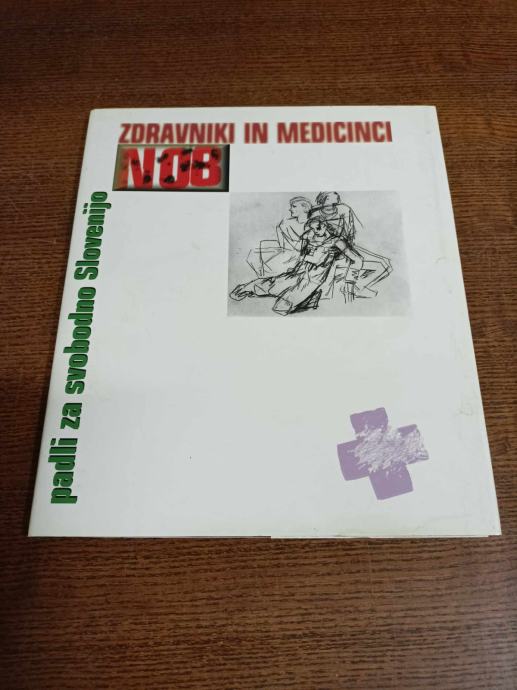 ZDRAVNIKI IN MEDICINCI
NOB
padli za svobodno Slovenijo